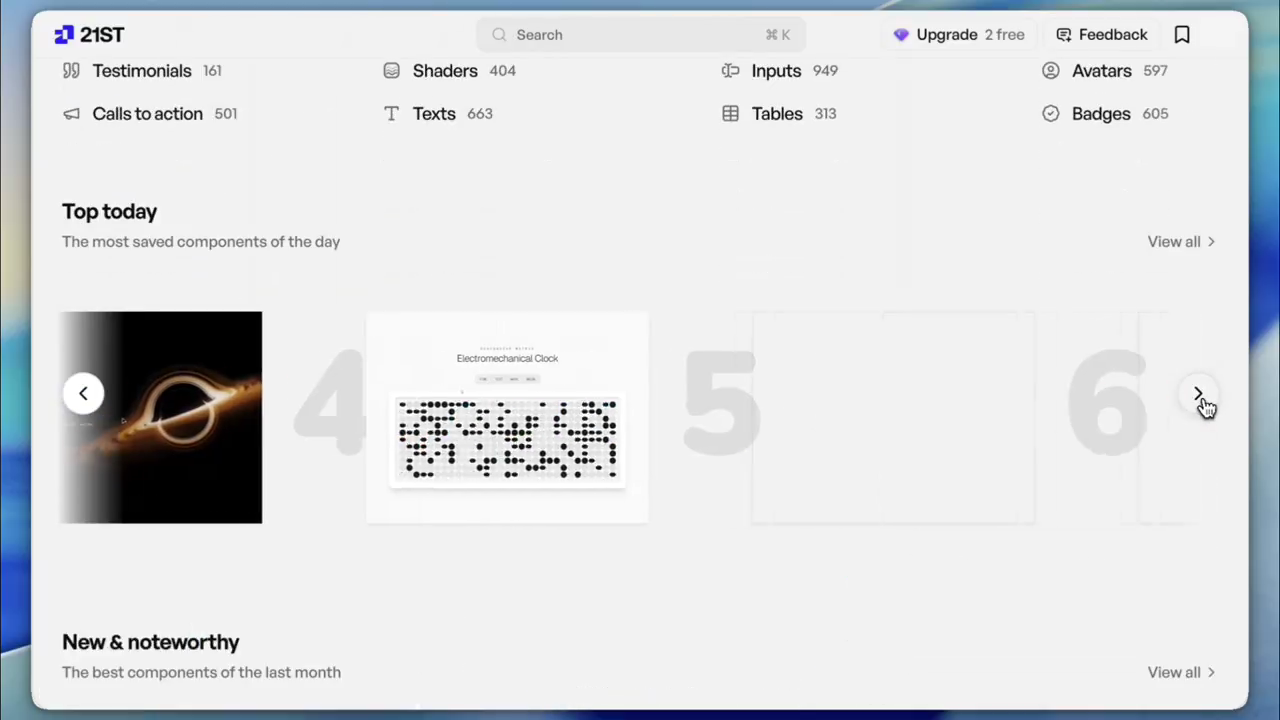 21ST
Search
⌘ K
Upgrade 2 free
Feedback
Testimonials 161
Shaders 404
Inputs 949
Avatars 597
Calls to action 501
Texts 663
Tables 313
Badges 605
Top today
The most saved components of the day
View all
4
Electromechanical Clock
5
6
New & noteworthy
The best components of the last month
View all